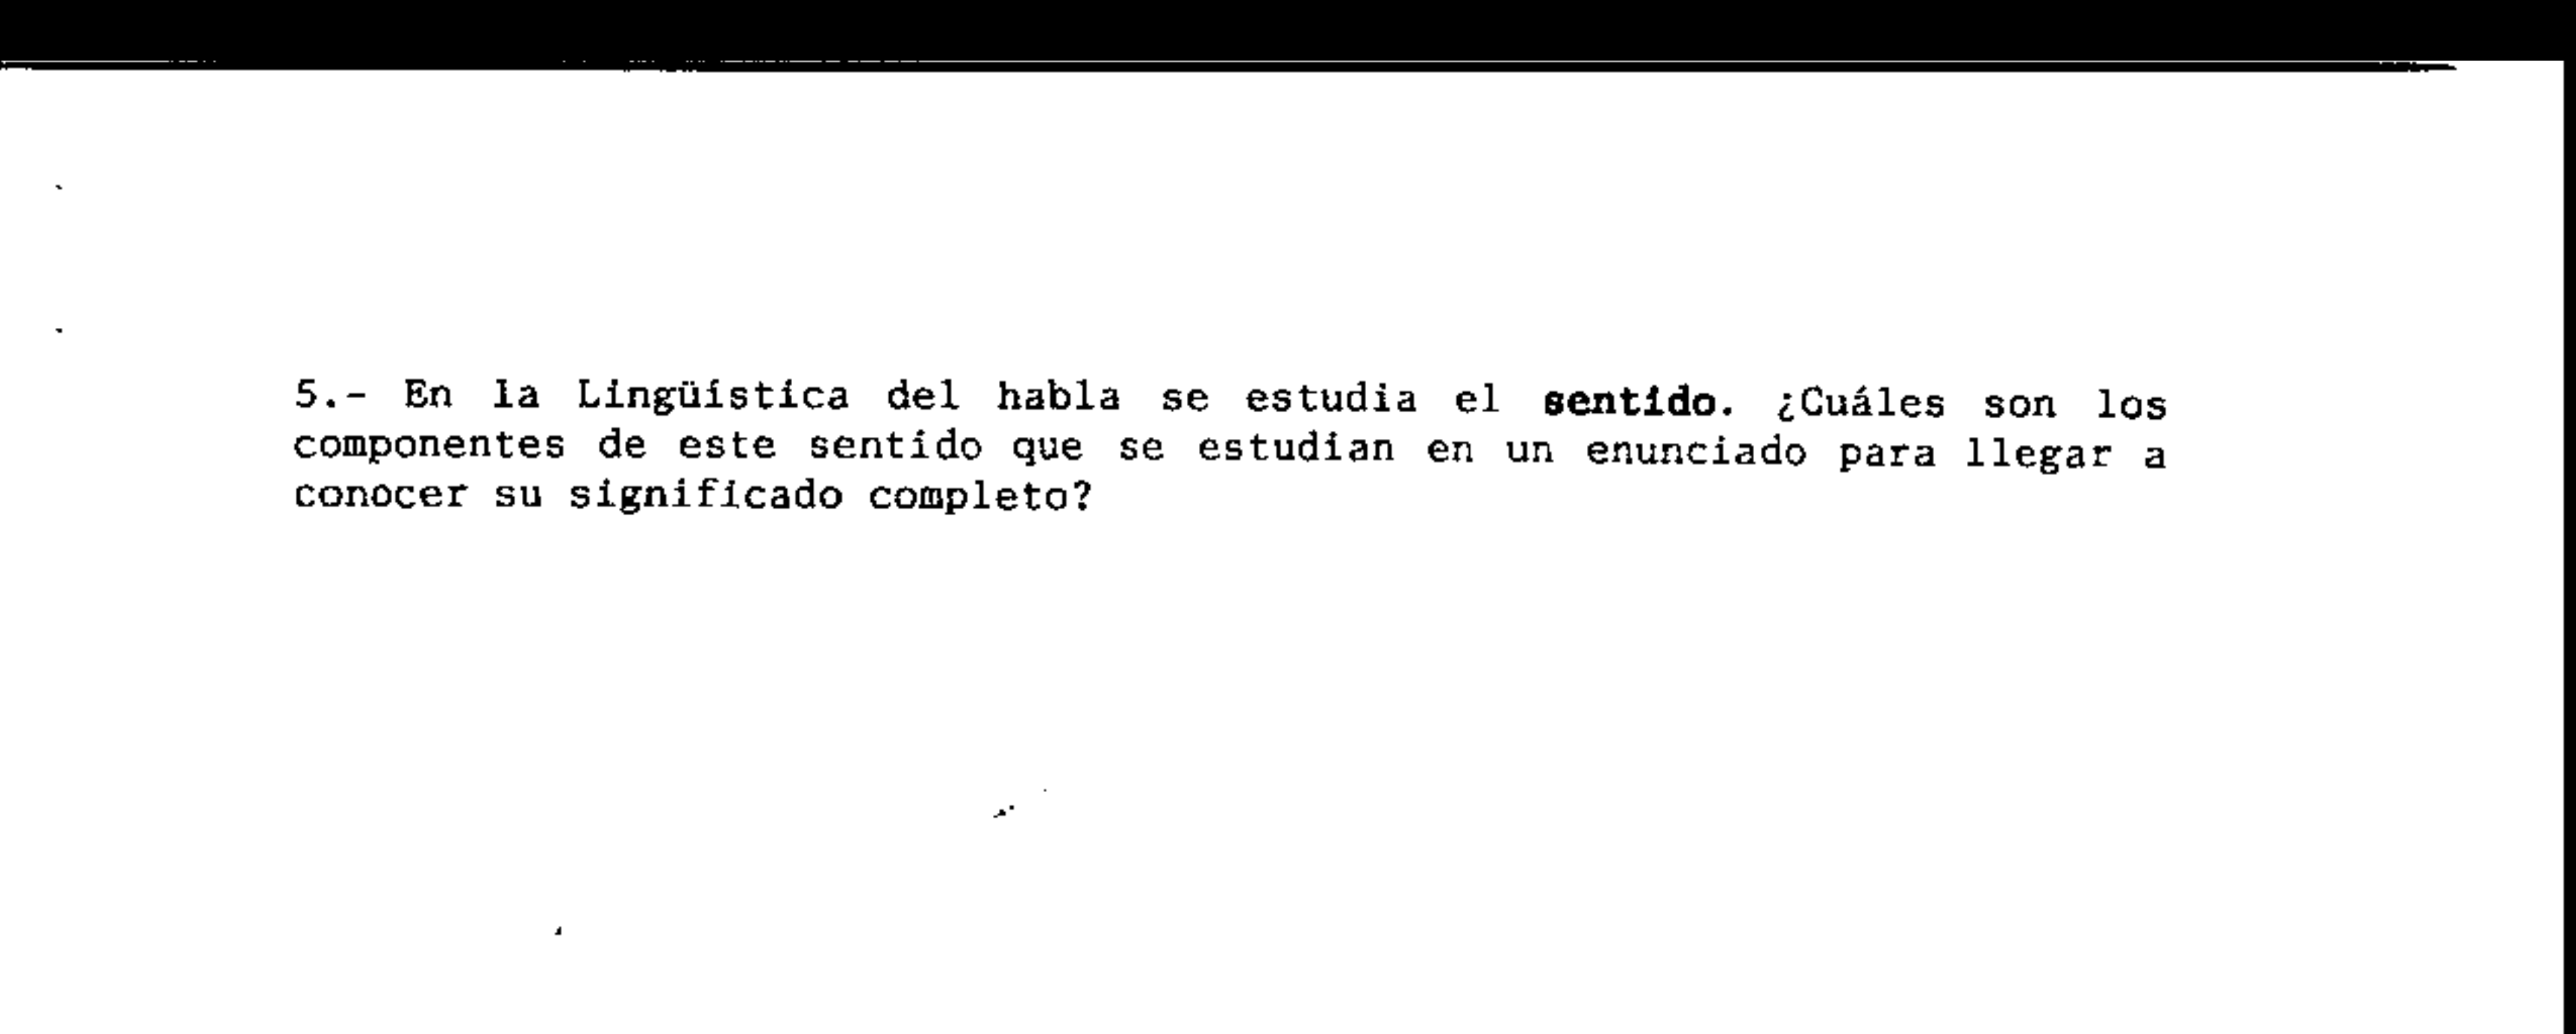 5.- En la Lingüística del habla se estudia el sentido. ¿Cuáles son los
componentes de este sentido que se estudian en un enunciado para llegar a
conocer su significado completo?